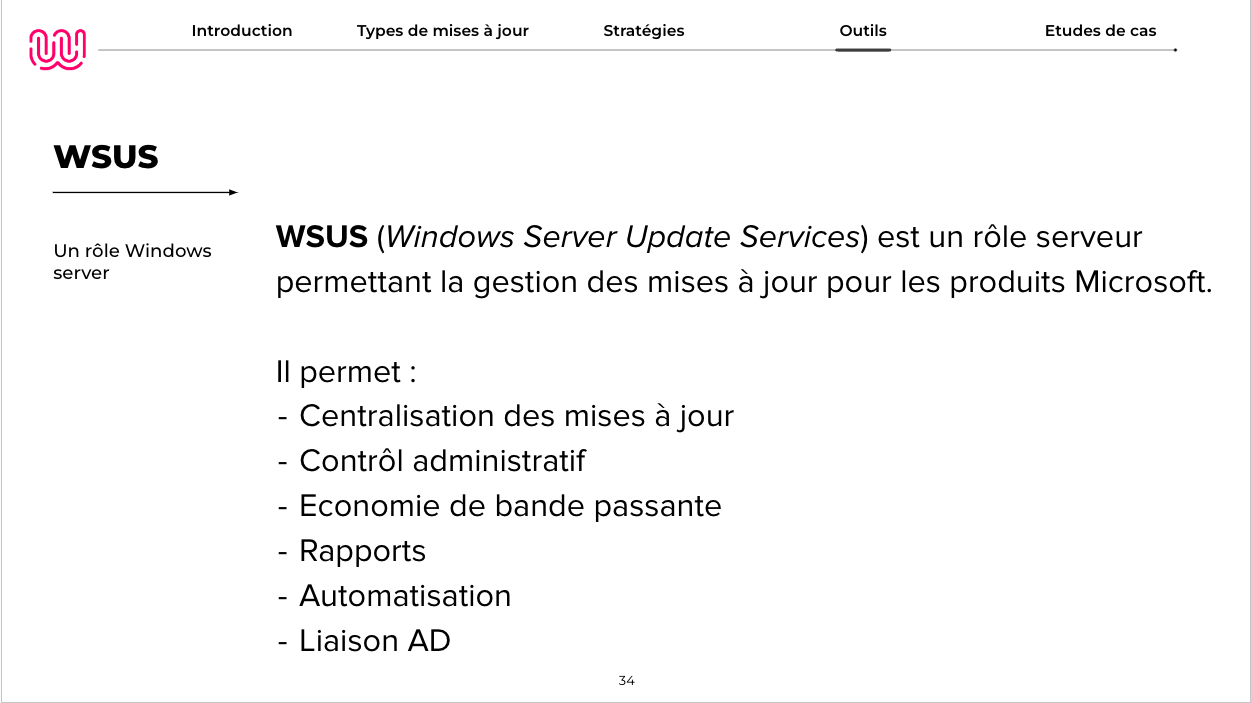 Introduction
Types de mises à jour
Stratégies
Outils
Etudes de cas
WSUS
Un rôle Windows
server
WSUS (Windows Server Update Services) est un rôle serveur
permettant la gestion des mises à jour pour les produits Microsoft.
Il permet :
- Centralisation des mises à jour
- Contrôl administratif
- Economie de bande passante
- Rapports
- Automatisation
- Liaison AD
34